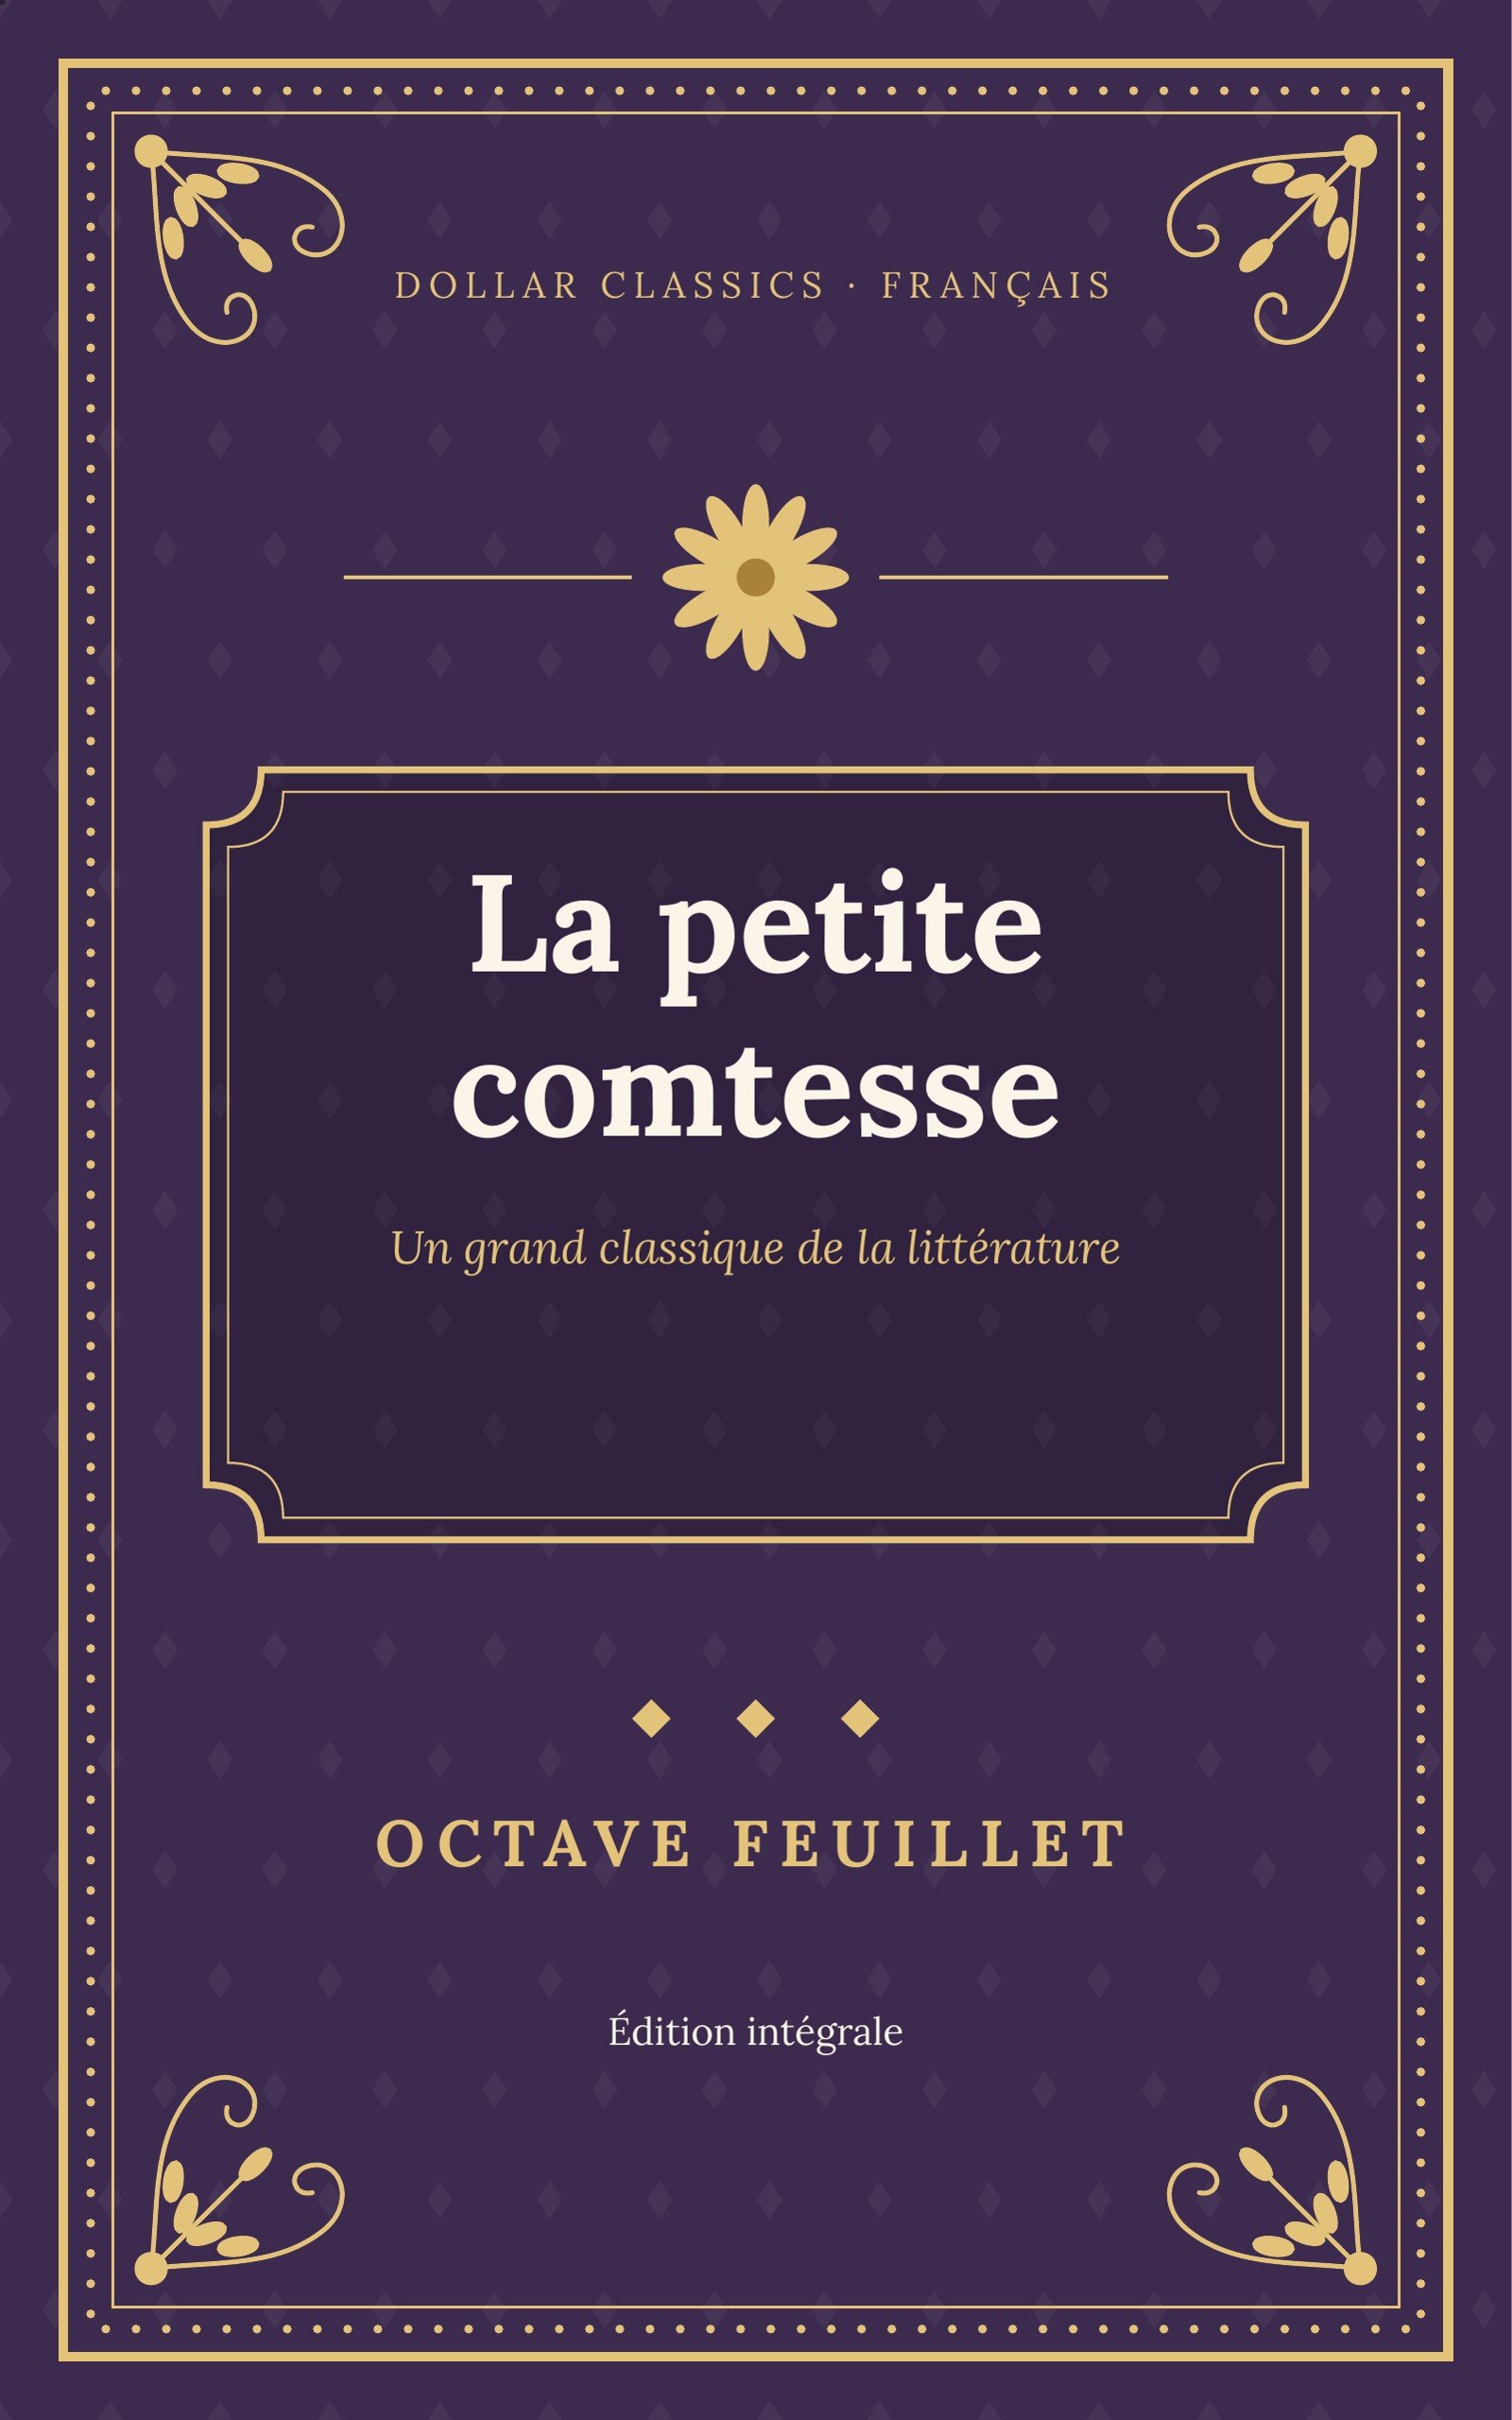 DOLLAR CLASSICS · FRANÇAIS
La petite
comtesse
Un grand classique de la littérature
OCTAVE FEUILLET
Édition intégrale